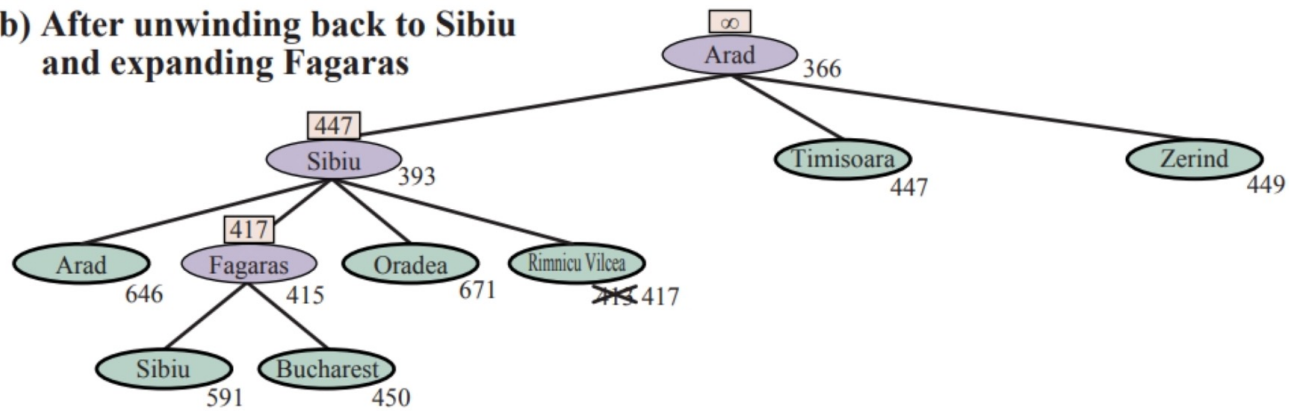 b) After unwinding back to Sibiu
and expanding Fagaras
∞
Arad
366
447
Sibiu
393
Timisoara
447
Zerind
449
Arad
646
417
Fagaras
415
Oradea
671
Rimnicu Vilcea
413 417
Sibiu
591
Bucharest
450